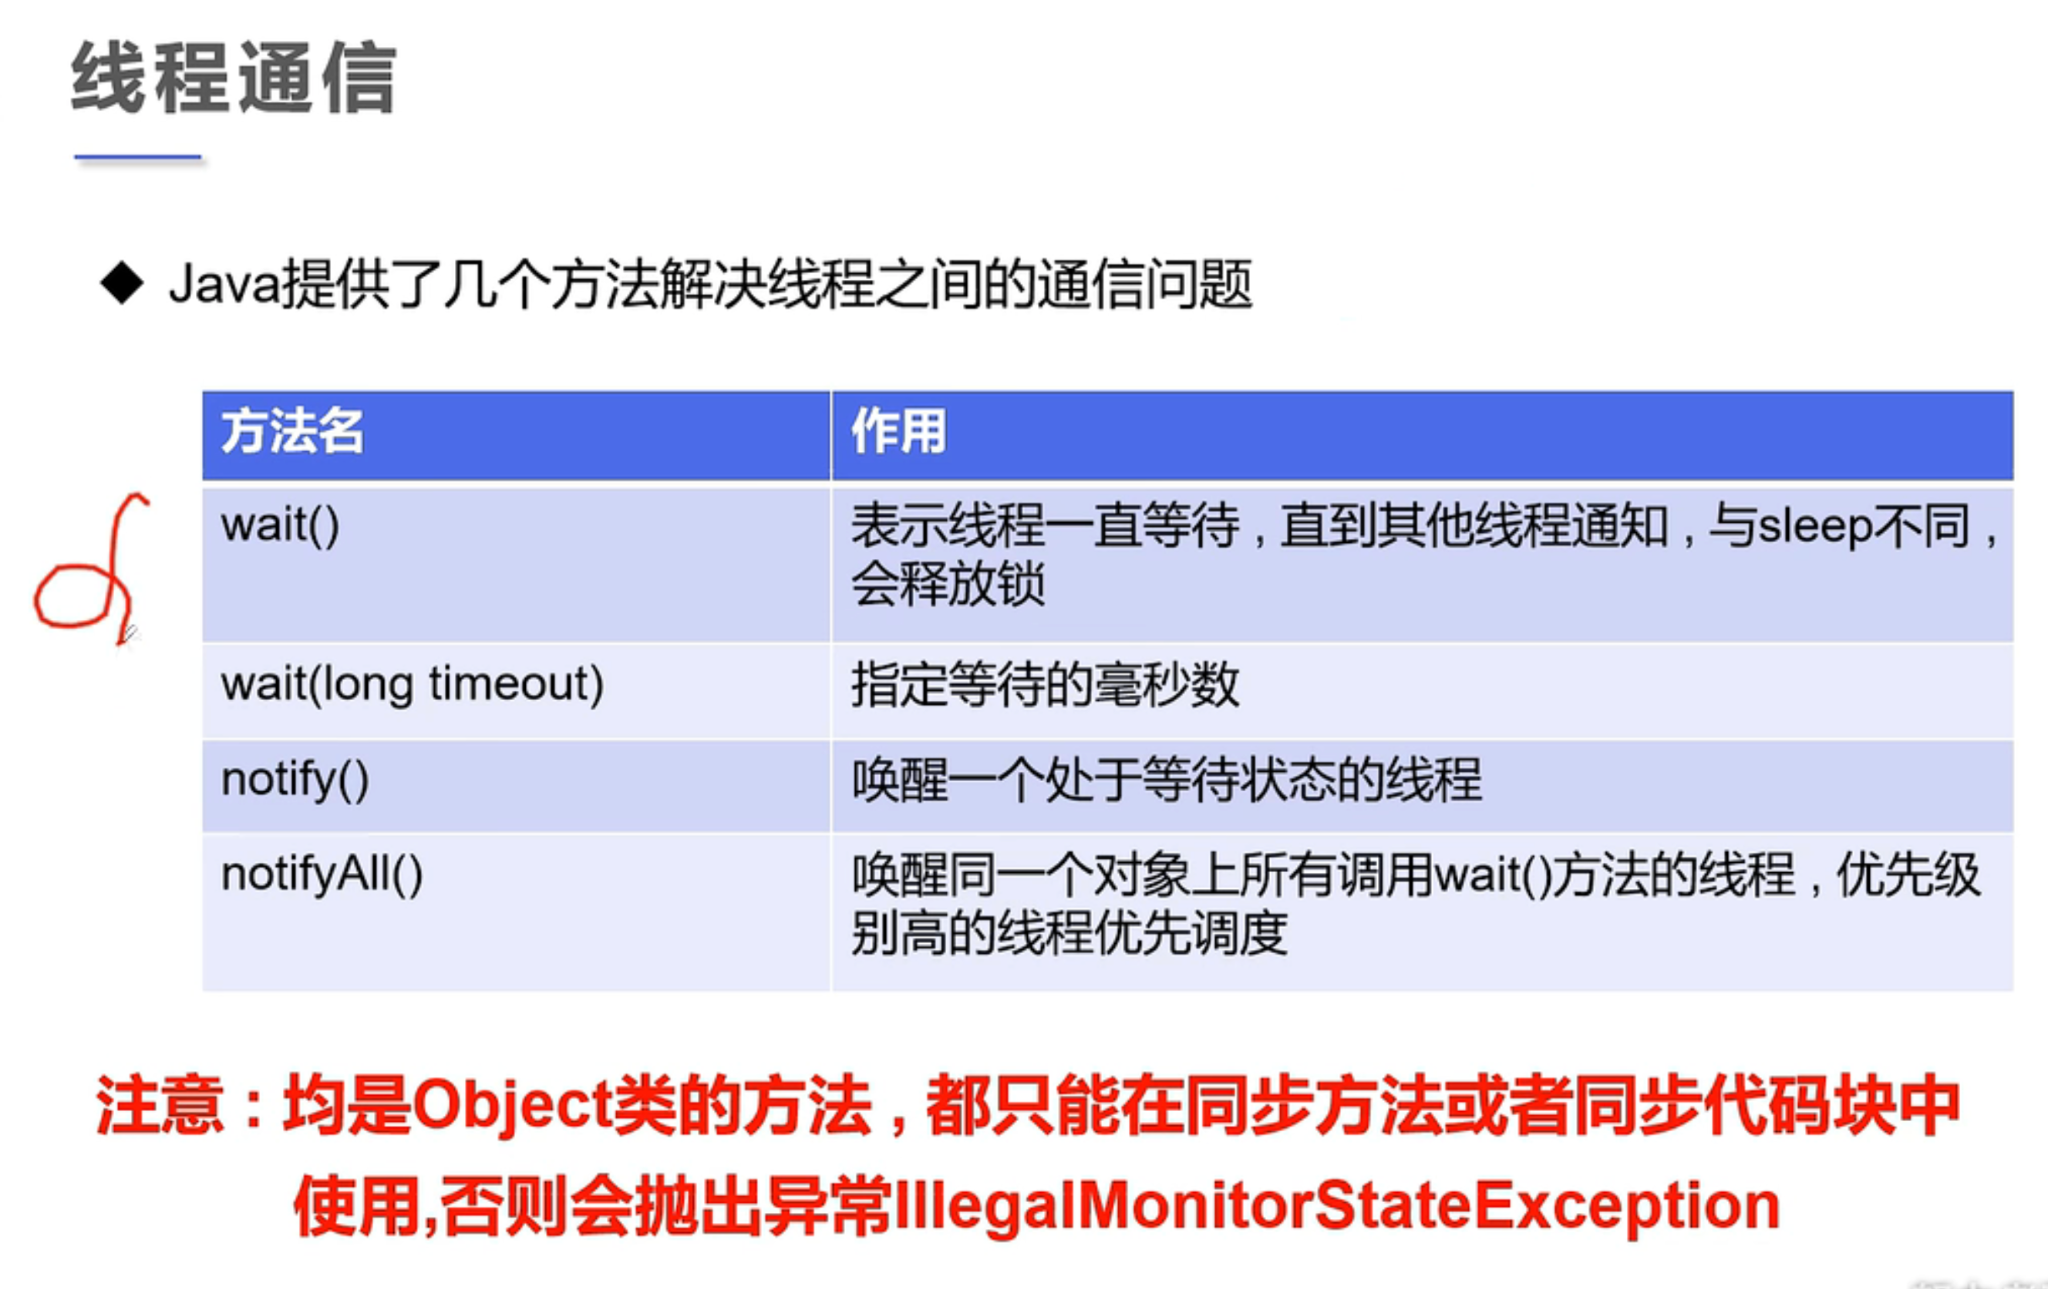 线程通信
◆ Java提供了几个方法解决线程之间的通信问题
方法名
作用
wait()
表示线程一直等待，直到其他线程通知，与sleep不同，
会释放锁
wait(long timeout)
指定等待的毫秒数
notify()
唤醒一个处于等待状态的线程
notifyAll()
唤醒同一个对象上所有调用wait()方法的线程，优先级
别高的线程优先调度
注意：均是Object类的方法，都只能在同步方法或者同步代码块中
使用,否则会抛出异常IllegalMonitorStateException